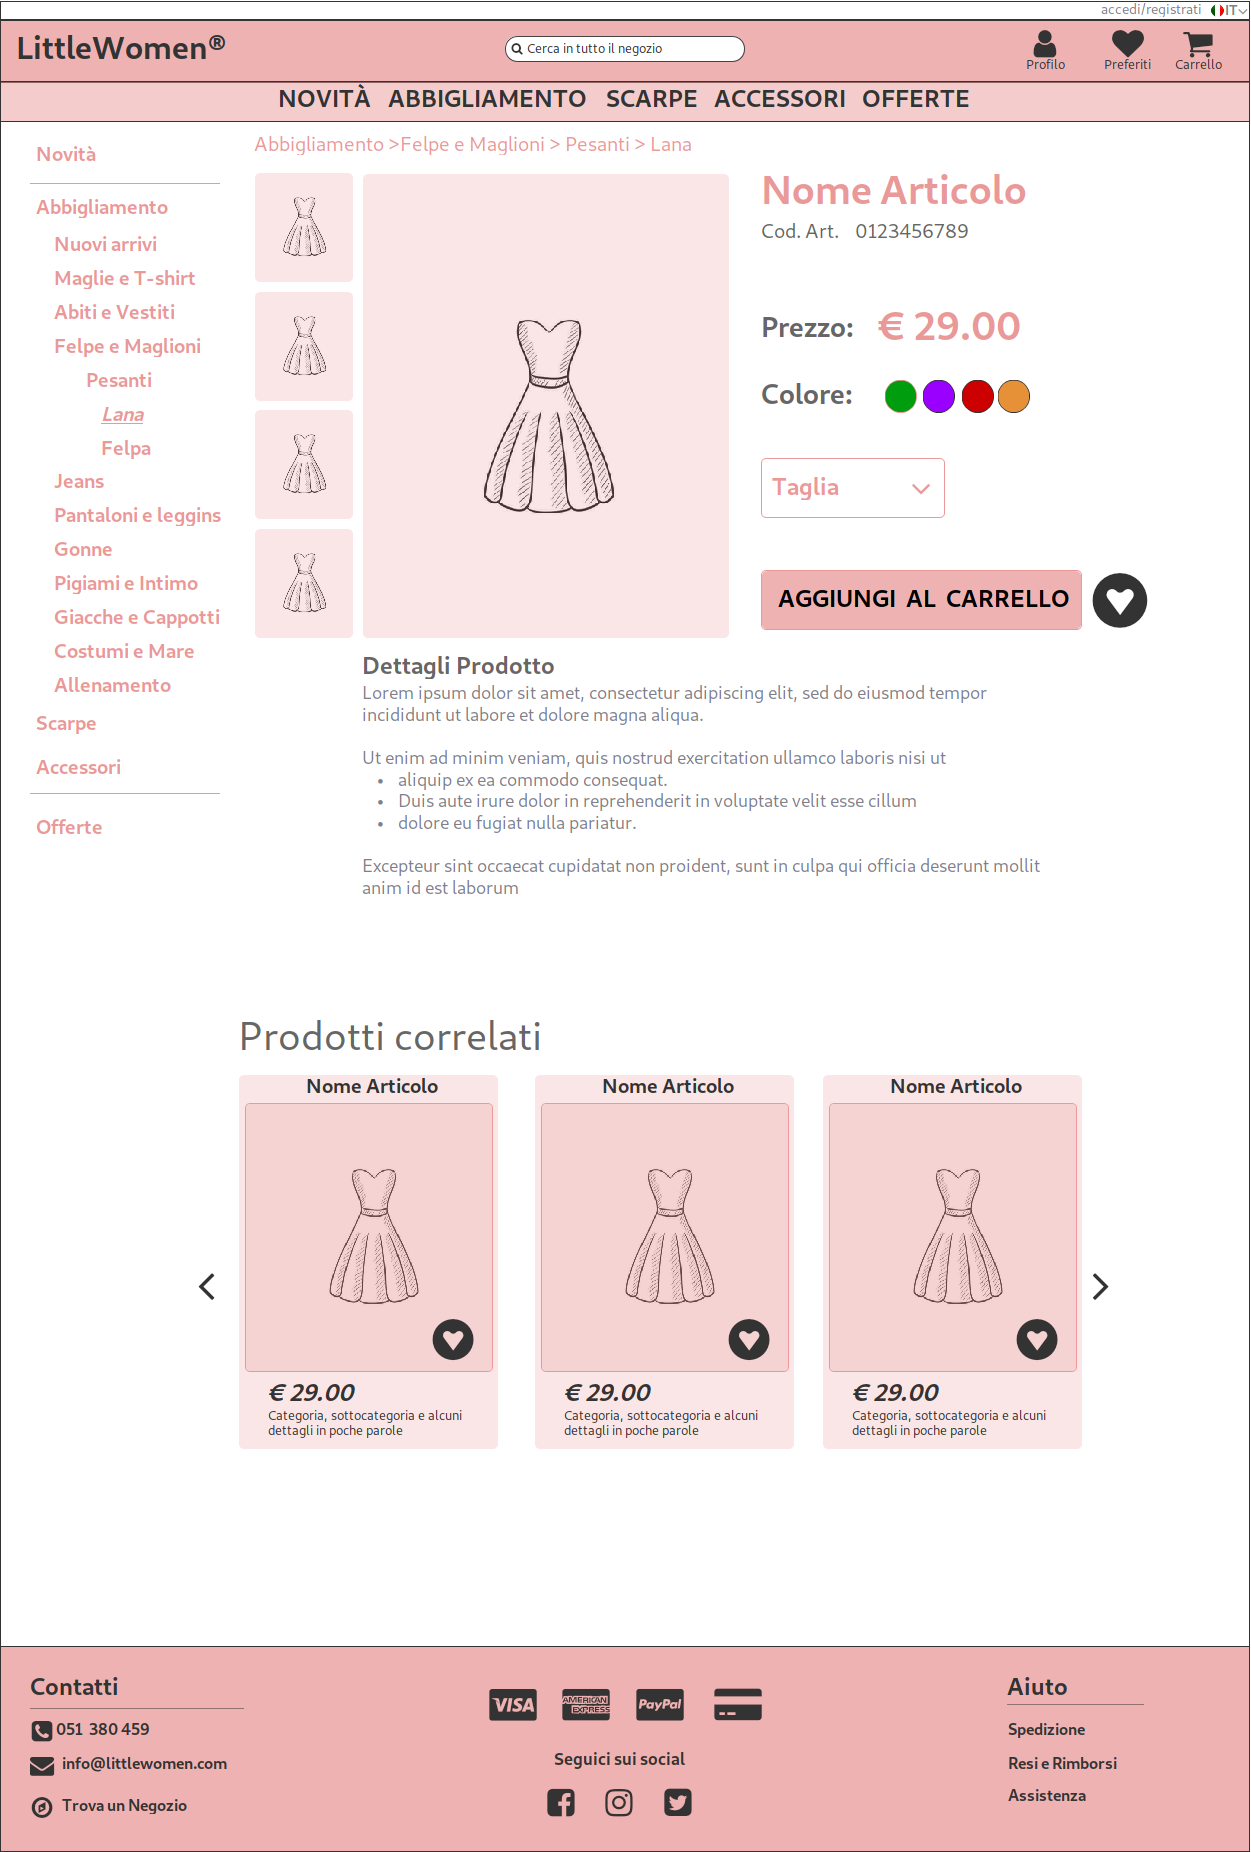 accedi/registrati IT
LittleWomen®
Cerca in tutto il negozio
Profilo
Preferiti
Carrello
NOVITÀ ABBIGLIAMENTO SCARPE ACCESSORI OFFERTE
Abbigliamento >Felpe e Maglioni > Pesanti > Lana
Novità
Abbigliamento
Nuovi arrivi
Maglie e T-shirt
Abiti e Vestiti
Felpe e Maglioni
Pesanti
Lana
Felpa
Jeans
Pantaloni e leggins
Gonne
Pigiami e Intimo
Giacche e Cappotti
Costumi e Mare
Allenamento
Scarpe
Accessori
Offerte
Nome Articolo
Cod. Art. 0123456789
Prezzo: € 29.00
Colore:
Taglia
AGGIUNGI AL CARRELLO
Dettagli Prodotto
Lorem ipsum dolor sit amet, consectetur adipiscing elit, sed do eiusmod tempor
incididunt ut labore et dolore magna aliqua.
Ut enim ad minim veniam, quis nostrud exercitation ullamco laboris nisi ut
• aliquip ex ea commodo consequat.
• Duis aute irure dolor in reprehenderit in voluptate velit esse cillum
• dolore eu fugiat nulla pariatur.
Excepteur sint occaecat cupidatat non proident, sunt in culpa qui officia deserunt mollit
anim id est laborum
Prodotti correlati
Nome Articolo
€ 29.00
Categoria, sottocategoria e alcuni
dettagli in poche parole
Nome Articolo
€ 29.00
Categoria, sottocategoria e alcuni
dettagli in poche parole
Nome Articolo
€ 29.00
Categoria, sottocategoria e alcuni
dettagli in poche parole
Contatti
051 380 459
info@littlewomen.com
Trova un Negozio
VISA
AMERICAN
EXPRESS
PayPal
Seguici sui social
Aiuto
Spedizione
Resi e Rimborsi
Assistenza